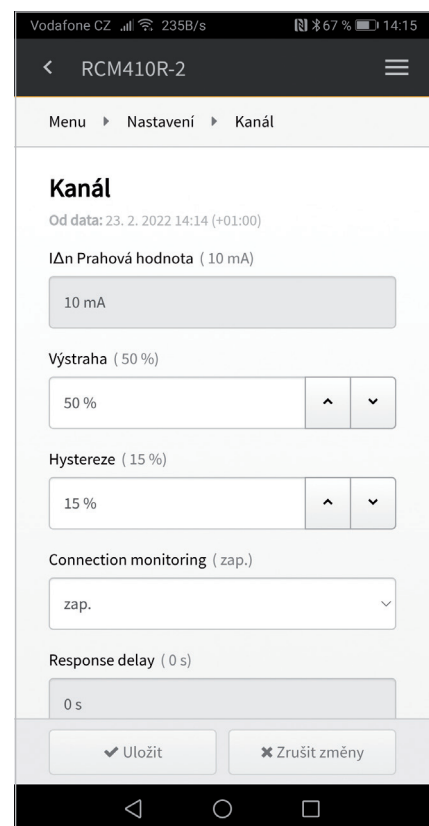 Vodafone CZ 235B/s 67 % 14:15
RCM410R-2
Menu Nastavení Kanál
Kanál
Od data: 23. 2. 2022 14:14 (+01:00)
IΔn Prahová hodnota ( 10 mA)
10 mA
Výstraha ( 50 %)
50 %
Hystereze ( 15 %)
15 %
Connection monitoring ( zap.)
zap.
Response delay ( 0 s)
0 s
Uložit Zrušit změny